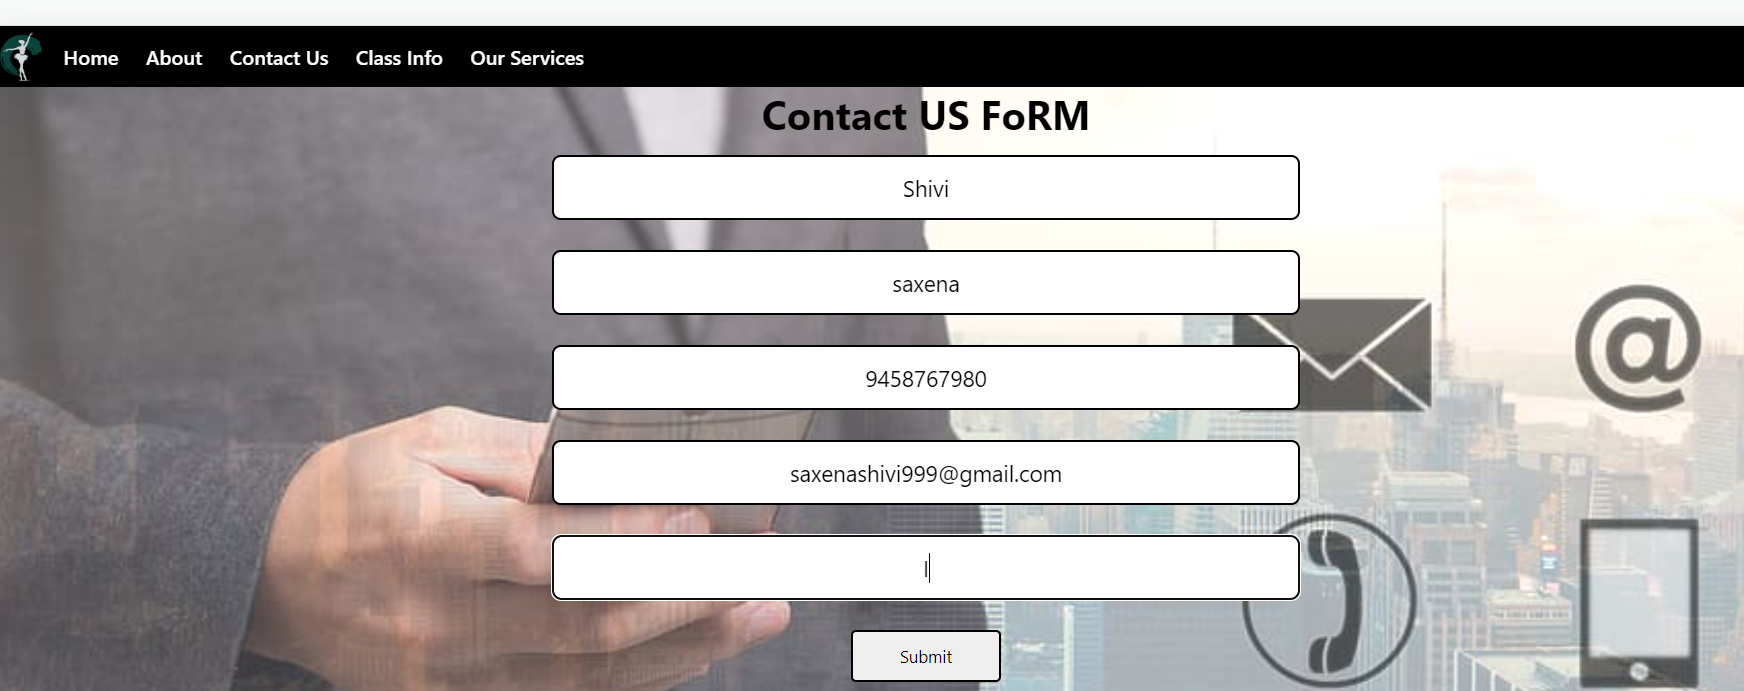 Home About Contact Us Class Info Our Services
Contact US FoRM
Shivi
saxena
9458767980
saxenashivi999@gmail.com
Submit